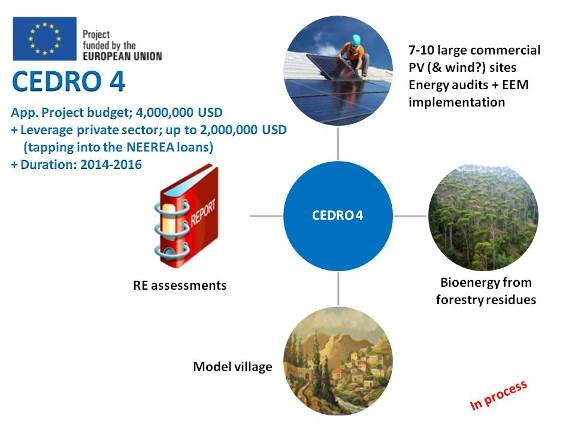 Project
funded by the
EUROPEAN UNION
CEDRO 4
App. Project budget; 4,000,000 USD
+ Leverage private sector; up to 2,000,000 USD
(tapping into the NEEREA loans)
+ Duration: 2014-2016
7-10 large commercial
PV (& wind?) sites
Energy audits + EEM
implementation
REPORT
CEDRO 4
RE assessments
Bioenergy from
forestry residues
Model village
In process